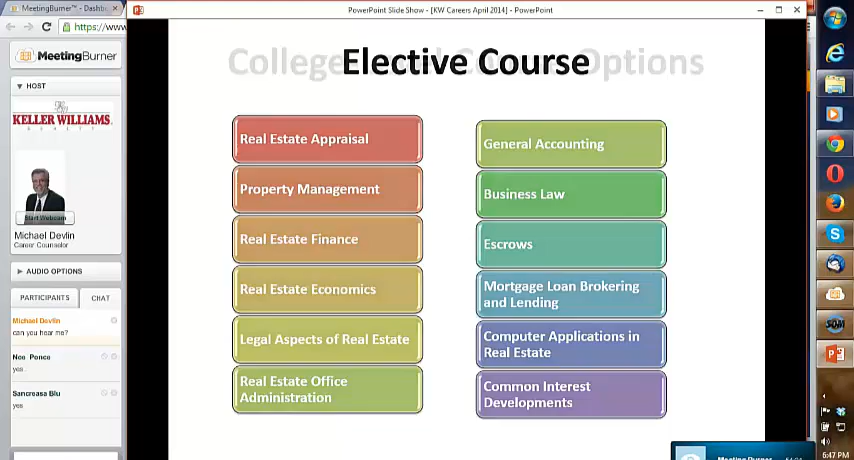 MeetingBurner™ - Dashb
PowerPoint Slide Show - [KW Careers April 2014] - PowerPoint
https://www
MeetingBurner
HOST
KELLER WILLIAMS
REALTY
Start Webcam
Michael Devlin
Career Counselor
AUDIO OPTIONS
PARTICIPANTS
CHAT
Michael Devlin
can you hear me?
Noe Ponce
yes
Sancreasa Blu
yes
College Options
Elective Course
Real Estate Appraisal
Property Management
Real Estate Finance
Real Estate Economics
Legal Aspects of Real Estate
Real Estate Office
Administration
General Accounting
Business Law
Escrows
Mortgage Loan Brokering
and Lending
Computer Applications in
Real Estate
Common Interest
Developments
SOM
Meeting Burner
6:47 PM